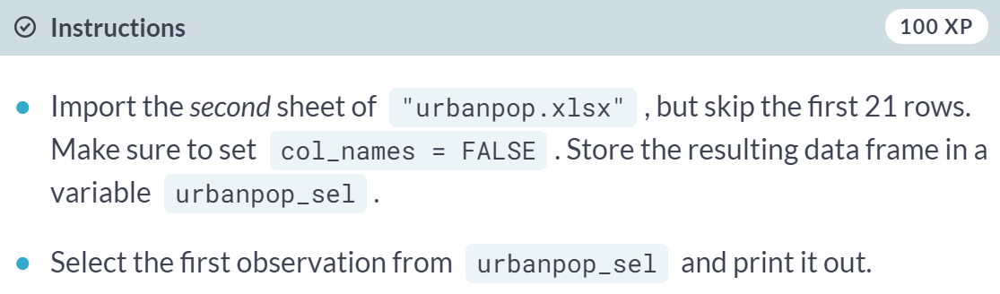 Instructions 100 XP
Import the second sheet of "urbanpop.xlsx" , but skip the first 21 rows.
Make sure to set col_names = FALSE . Store the resulting data frame in a
variable urbanpop_sel .
Select the first observation from urbanpop_sel and print it out.